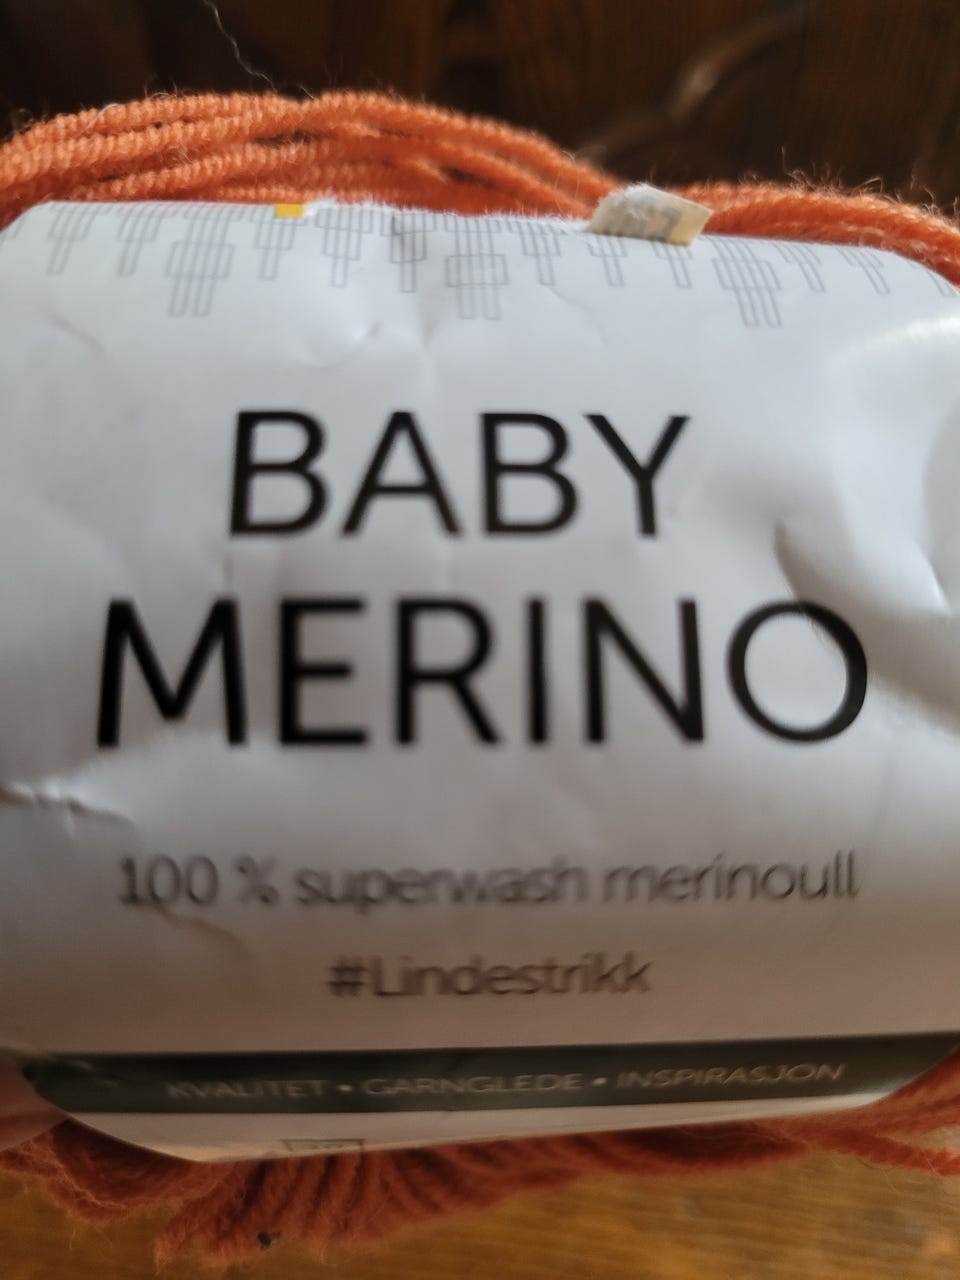 BABY
MERINO
100 % superwash merinoull
#Lindestrikk
KVALITET • GARNGLEDE • INSPIRASJON